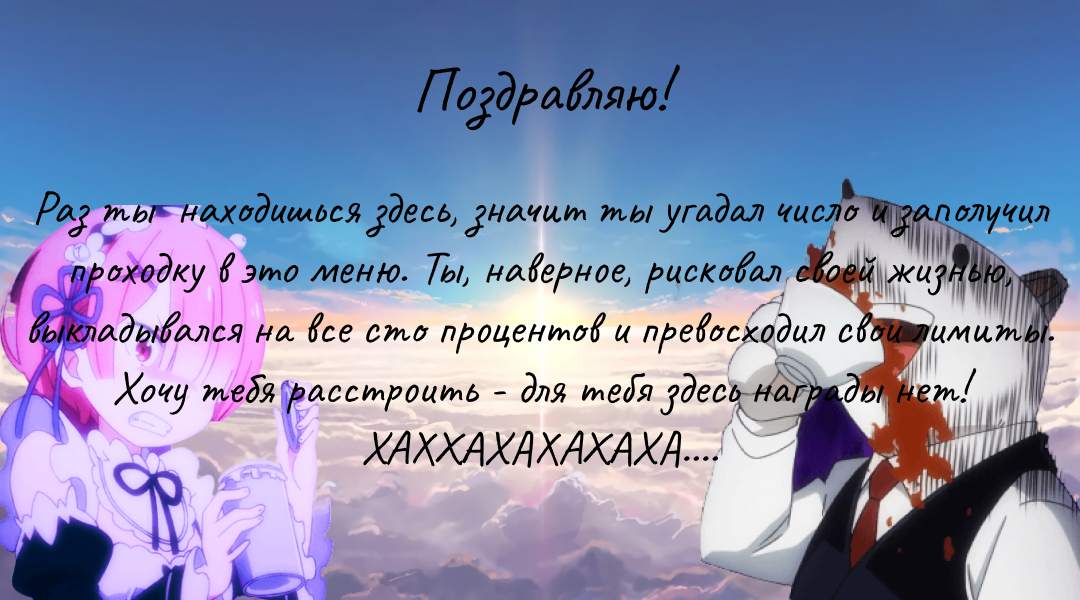 Поздравляю!
Раз ты находишься здесь, значит ты угадал число и заполучил
проходку в это меню. Ты, наверное, рисковал своей жизнью,
выкладывался на все сто процентов и превосходил свои лимиты.
Хочу тебя расстроить - для тебя здесь награды нет!
ХАХХАХАХАХАХА....